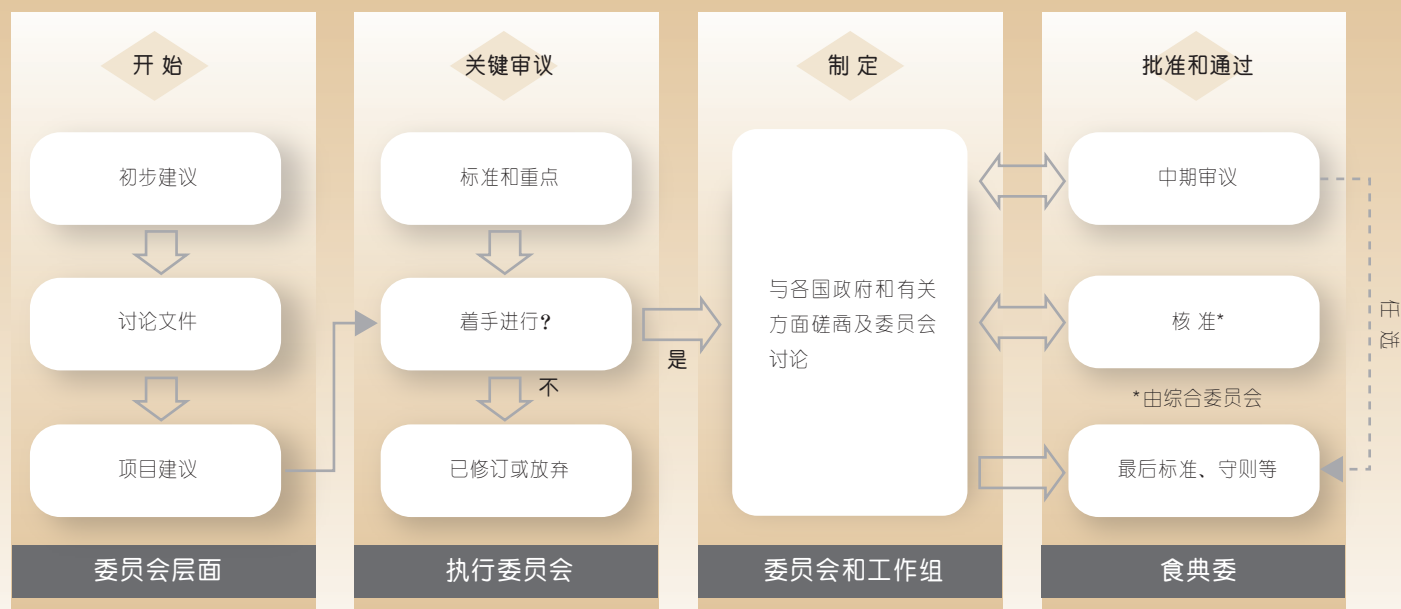 开 始
初步建议
讨论文件
项目建议
委员会层面
关键审议
标准和重点
着手进行?
不
是
已修订或放弃
执行委员会
制 定
与各国政府和有关
方面磋商及委员会
讨论
委员会和工作组
批准和通过
中期审议
核 准*
*由综合委员会
最后标准、守则等
任选
食典委